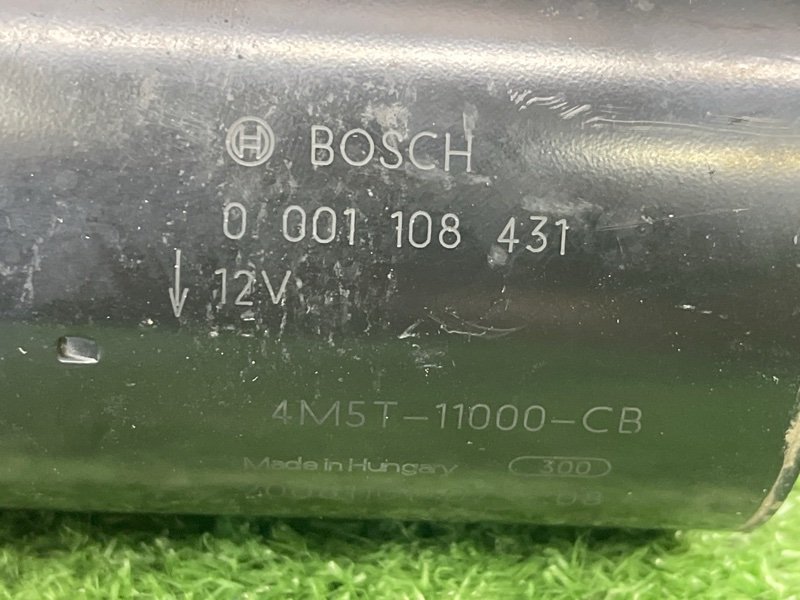 BOSCH
0 001 108 431
↓ 12V
4M5T-11000-CB
Made in Hungary 300